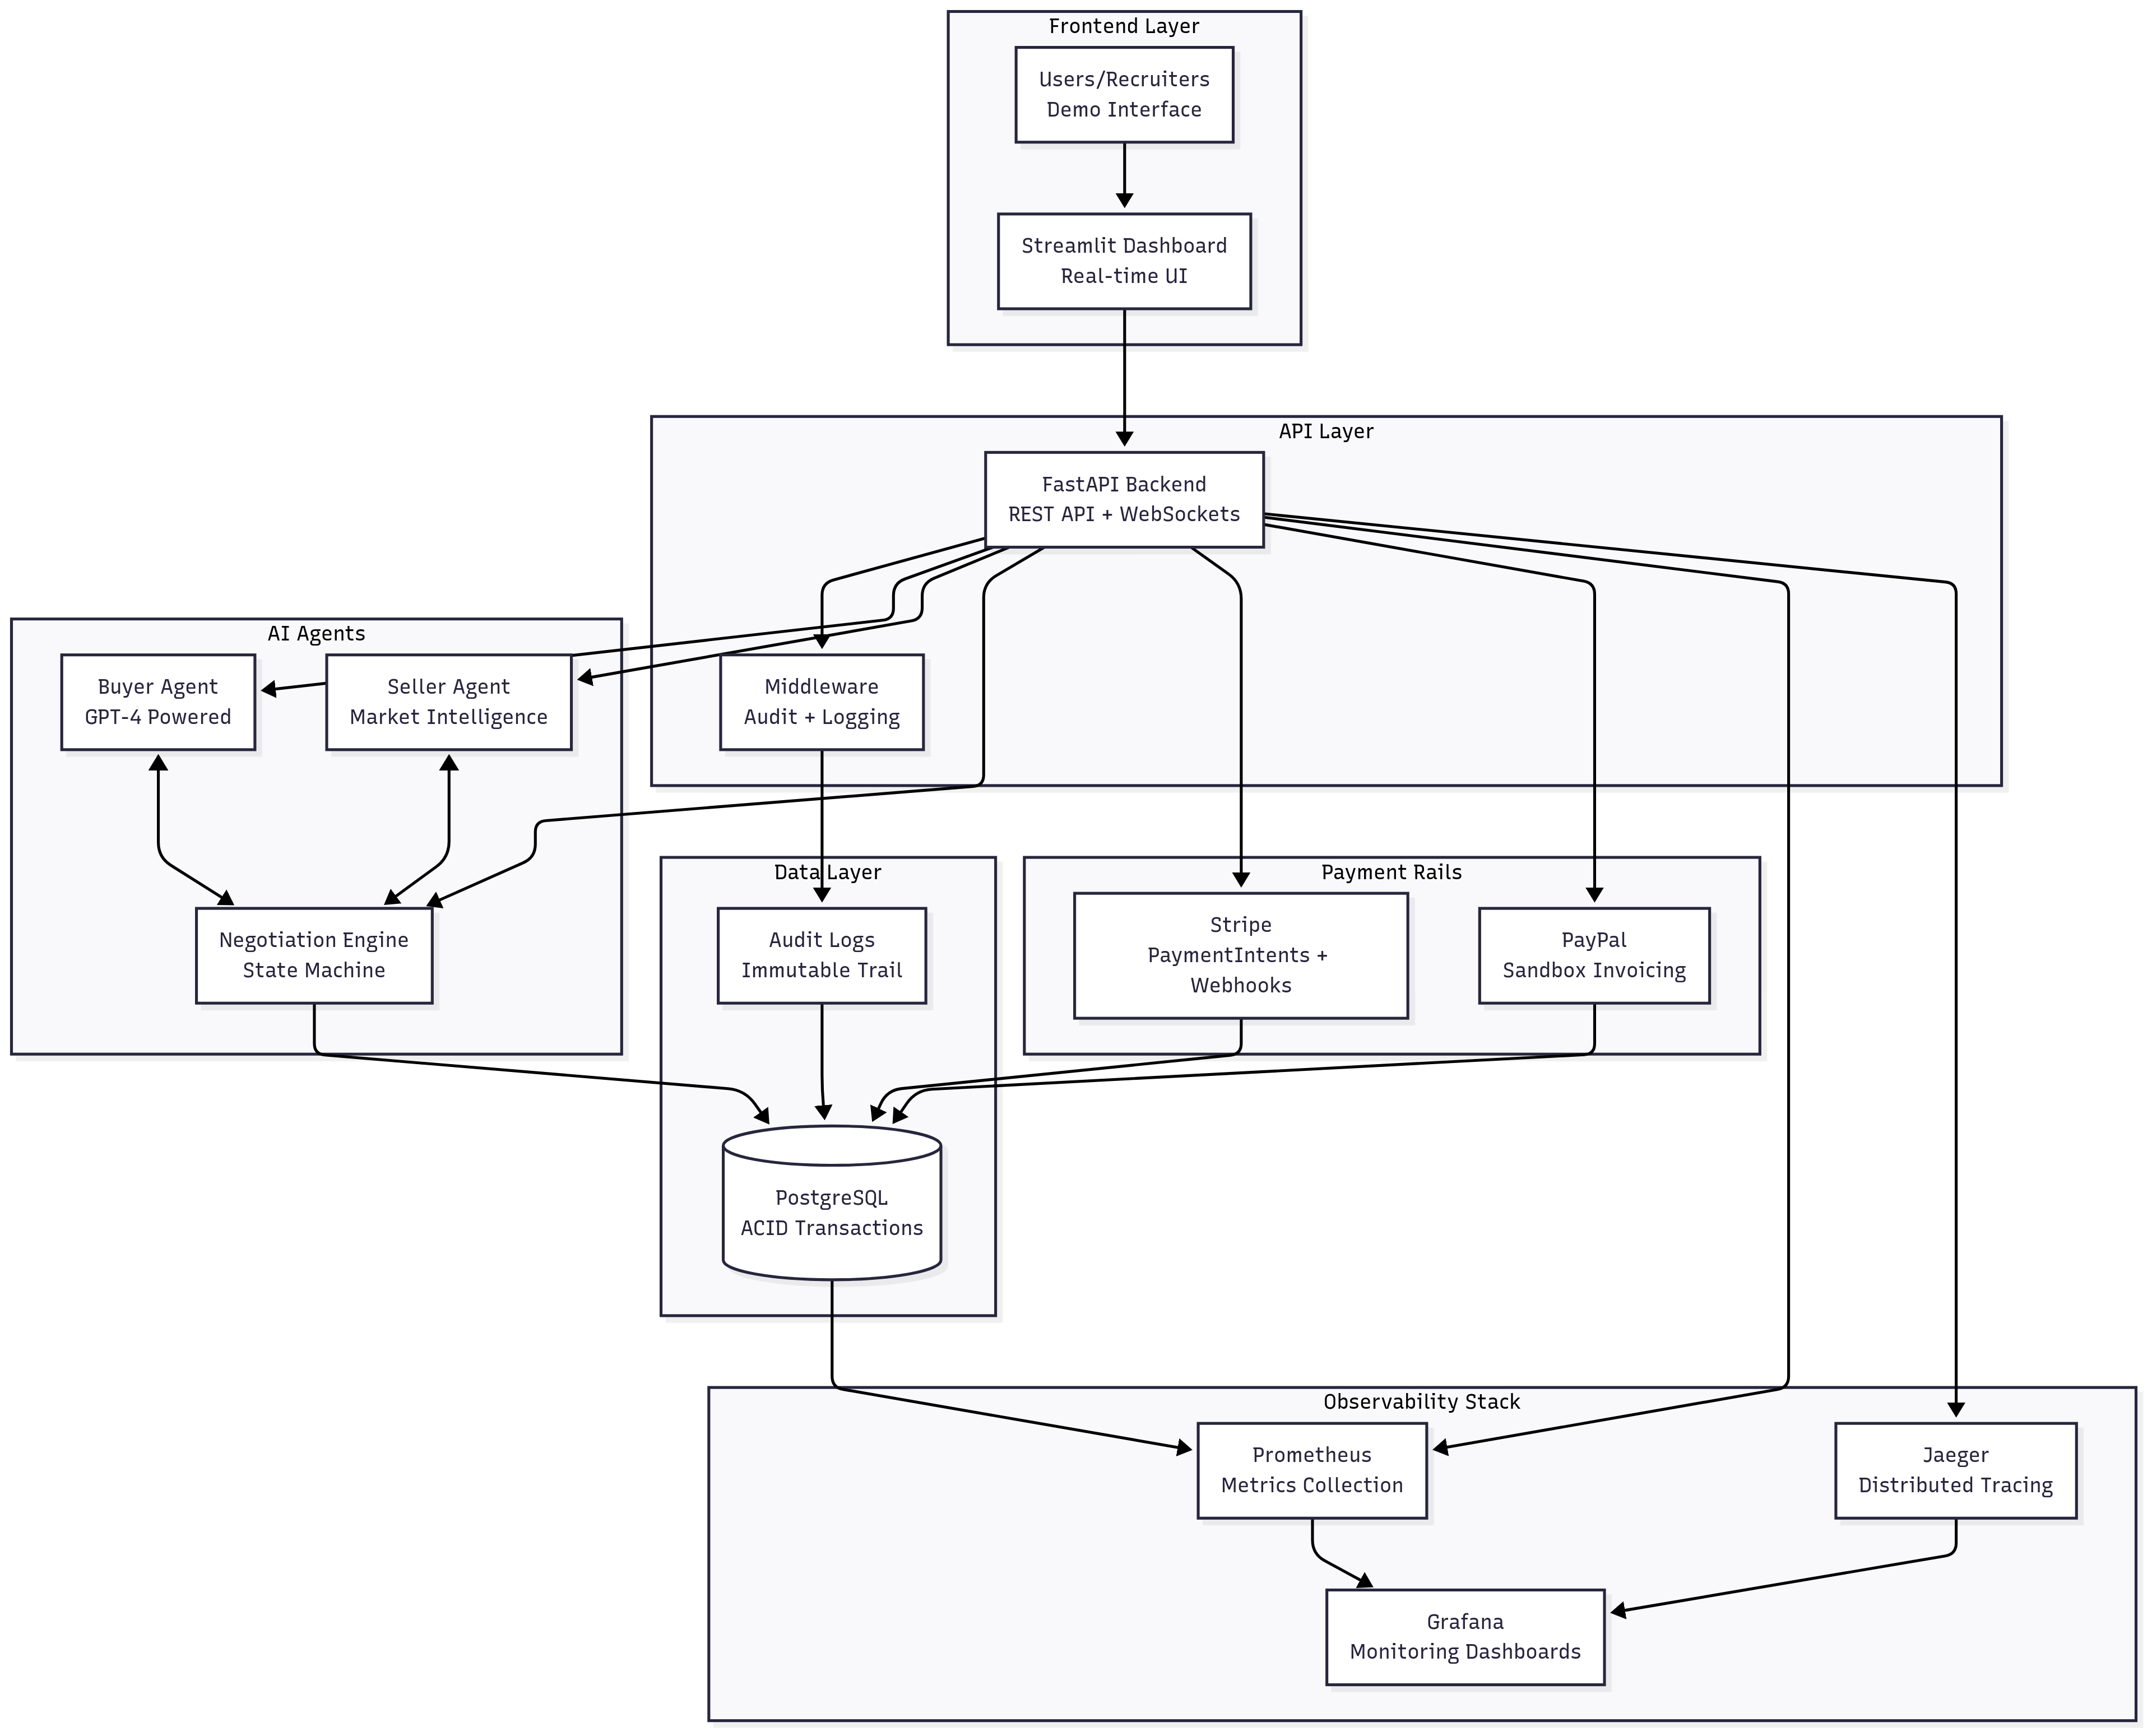 Frontend Layer
Users/Recruiters
Demo Interface
Streamlit Dashboard
Real-time UI
API Layer
FastAPI Backend
REST API + WebSockets
AI Agents
Buyer Agent
GPT-4 Powered
Seller Agent
Market Intelligence
Middleware
Audit + Logging
Data Layer
Payment Rails
Negotiation Engine
State Machine
Audit Logs
Immutable Trail
Stripe
PaymentIntents +
Webhooks
PayPal
Sandbox Invoicing
PostgreSQL
ACID Transactions
Observability Stack
Prometheus
Metrics Collection
Jaeger
Distributed Tracing
Grafana
Monitoring Dashboards